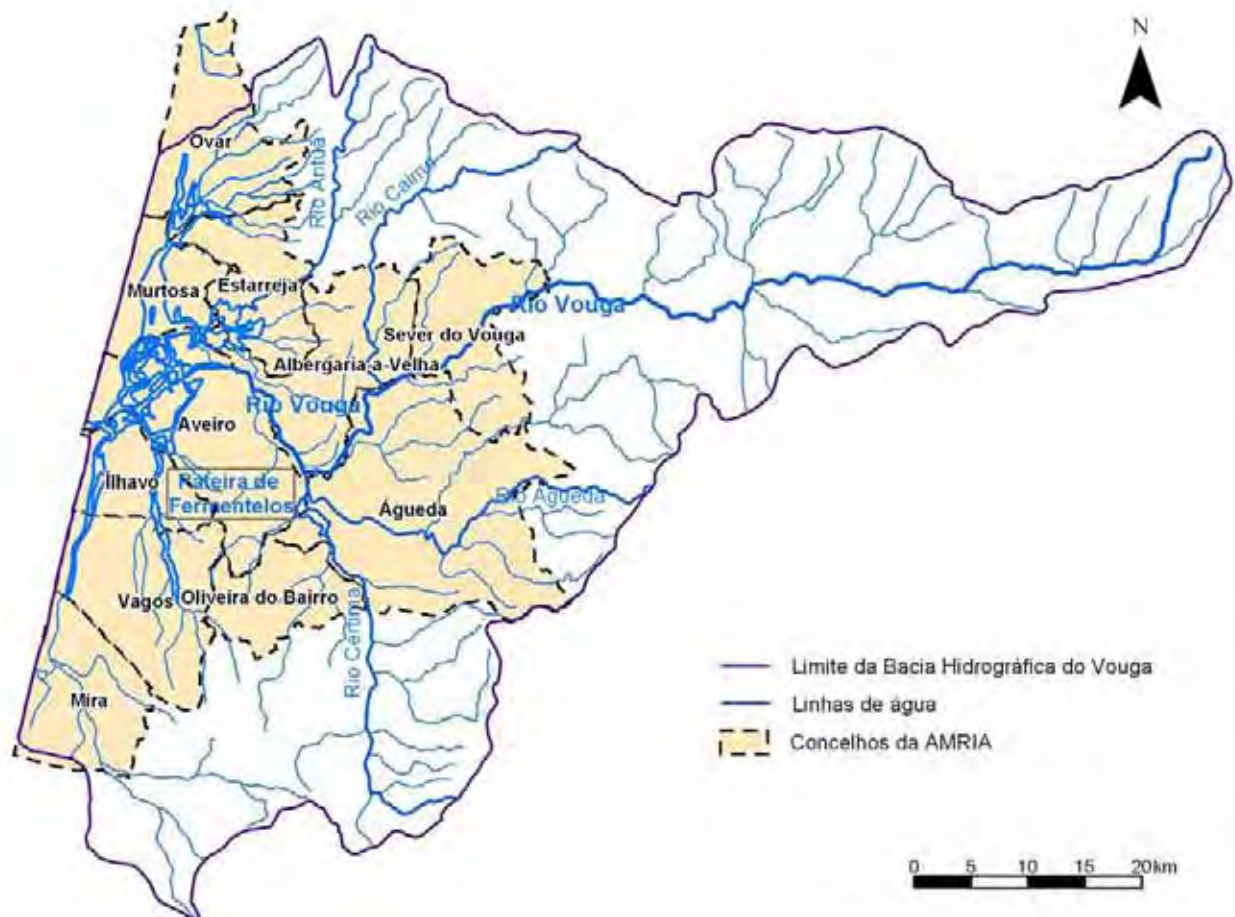 N
Ovar
Rio Antuã
Rio Caima
Murtosa
Estarreja
Rio Vouga
Sever do Vouga
Albergaria-a-Velha
Rio Vouga
Aveiro
Ílhavo
Pateira de
Fermentelos
Águeda
Rio Águeda
Vagos
Oliveira do Bairro
Rio Cértima
Mira
Limite da Bacia Hidrográfica do Vouga
Linhas de água
Concelhos da AMRIA
0 5 10 15 20km